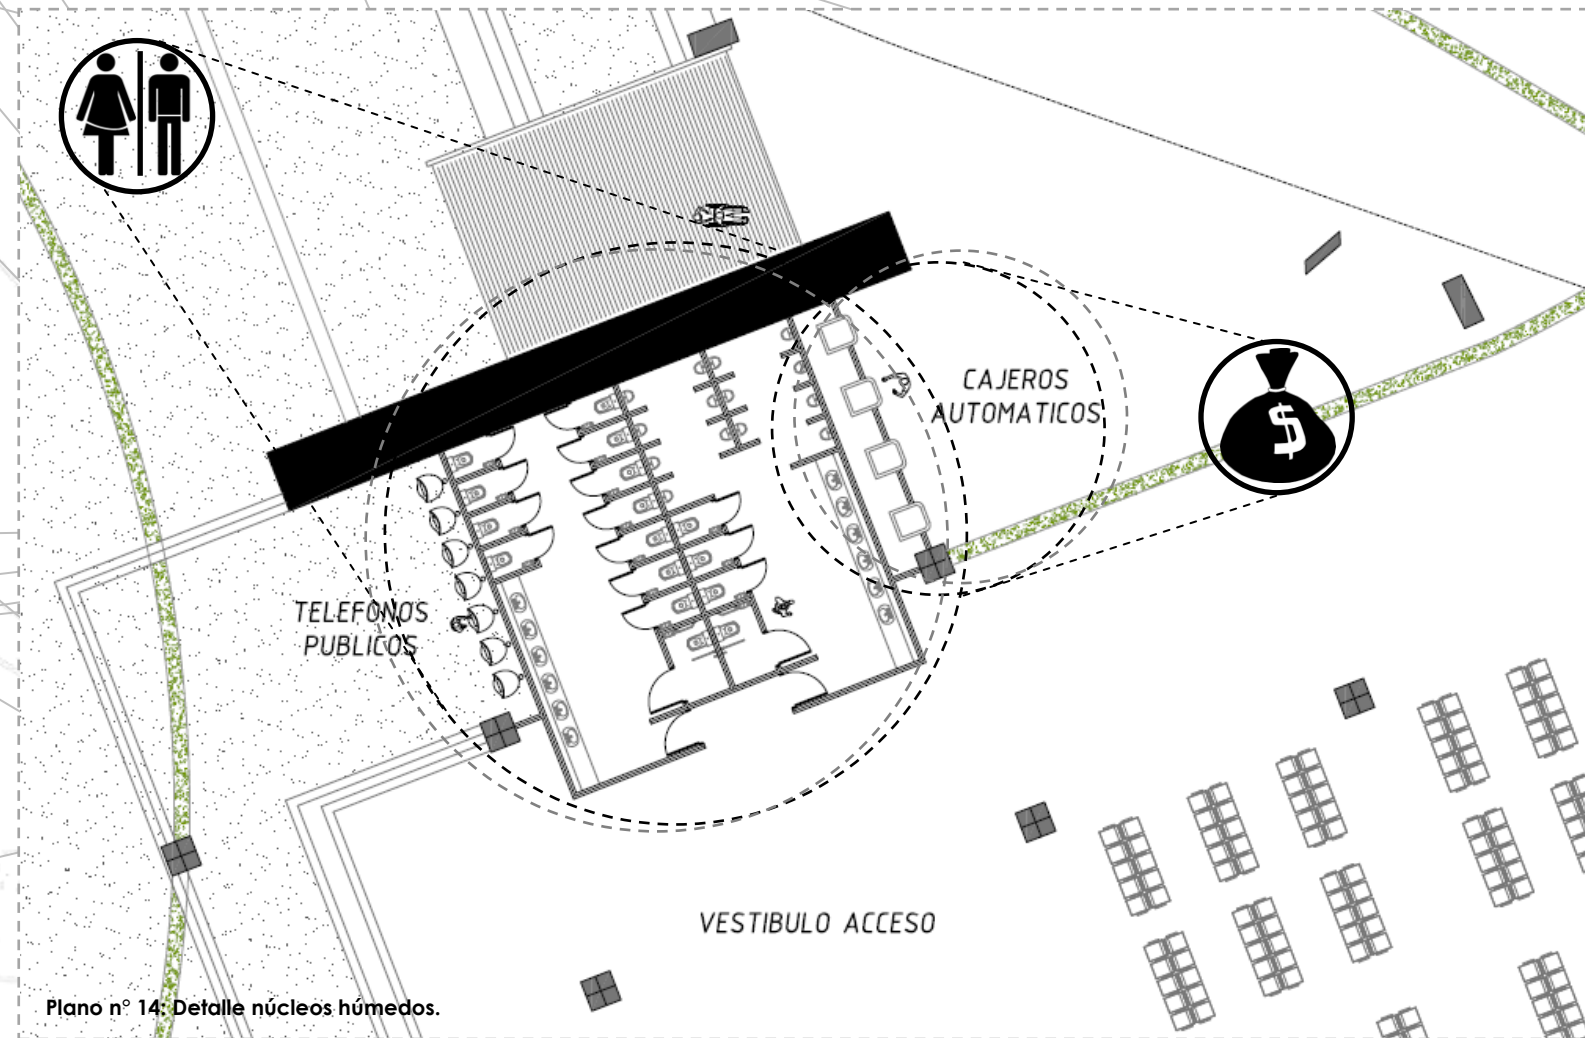 CAJEROS
AUTOMATICOS
$
TELEFONOS
PUBLICOS
VESTIBULO ACCESO
Plano n° 14: Detalle núcleos húmedos.